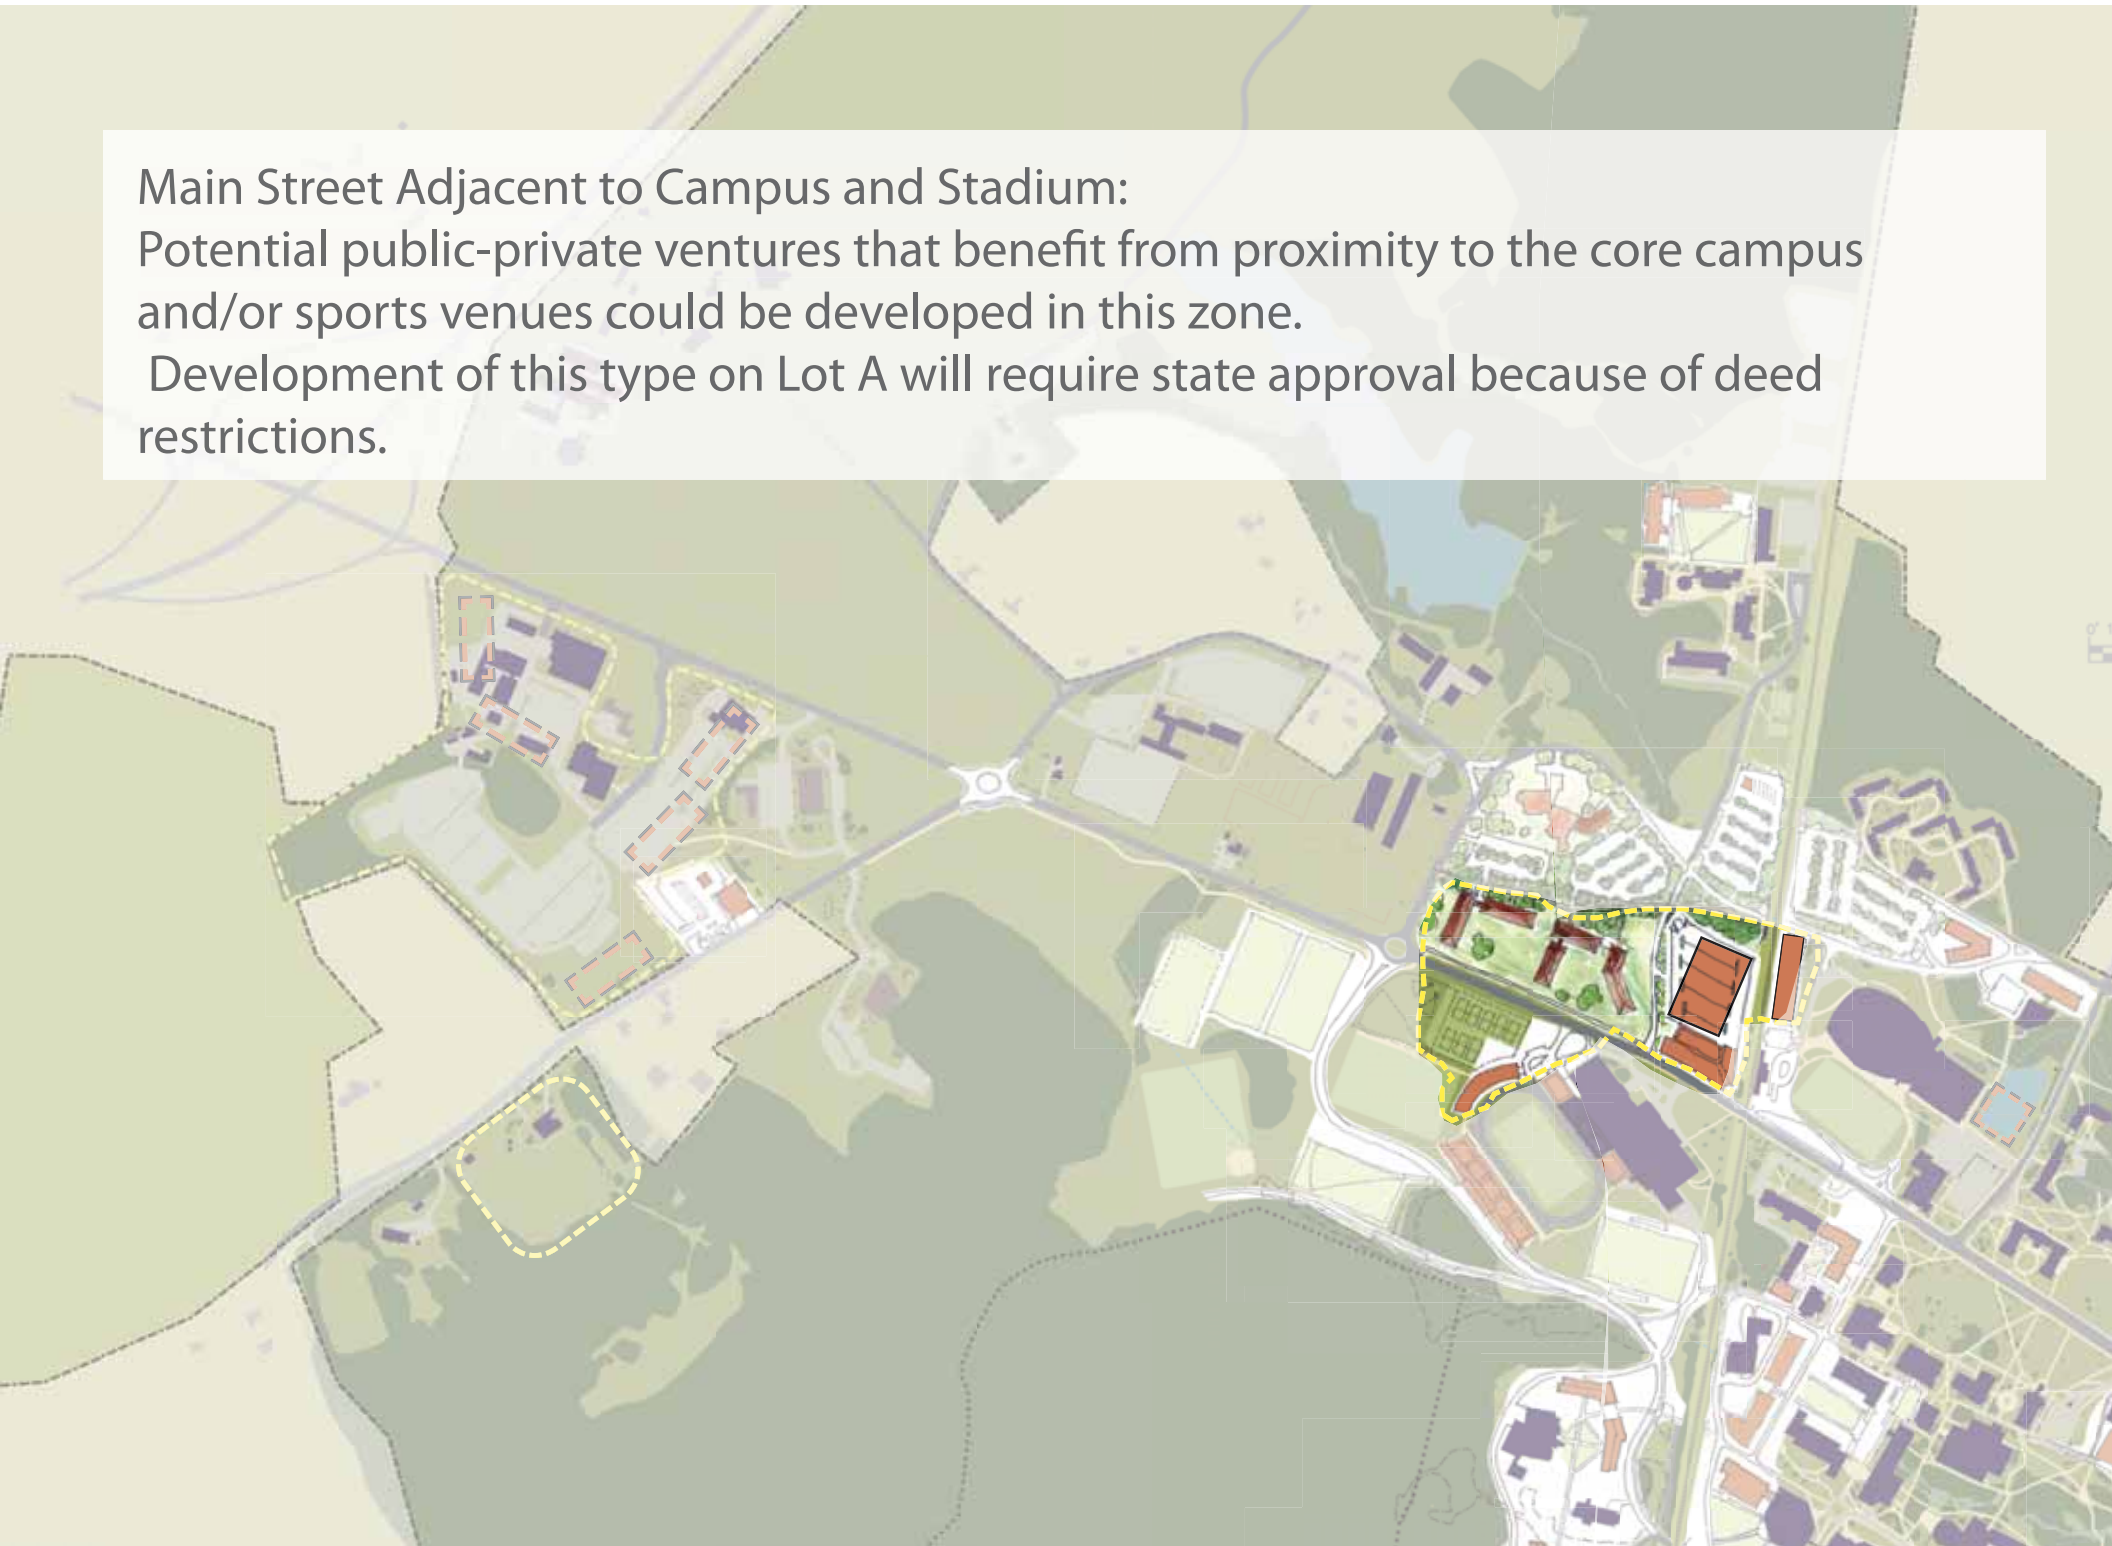 Main Street Adjacent to Campus and Stadium:
Potential public-private ventures that benefit from proximity to the core campus
and/or sports venues could be developed in this zone.
Development of this type on Lot A will require state approval because of deed
restrictions.